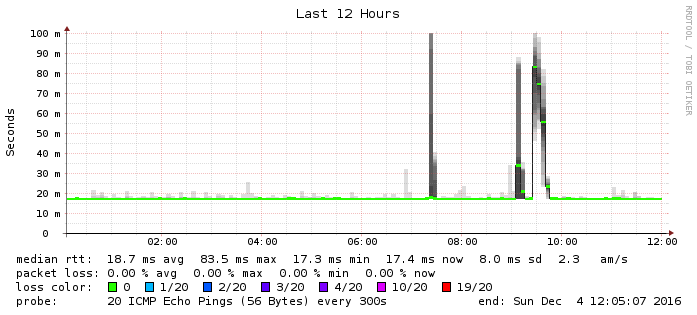 Last 12 Hours
RRDTOOL / TOBI OETIKER
Seconds
100 m
90 m
80 m
70 m
60 m
50 m
40 m
30 m
20 m
10 m
0
02:00 04:00 06:00 08:00 10:00 12:00
median rtt: 18.7 ms avg 83.5 ms max 17.3 ms min 17.4 ms now 8.0 ms sd 2.3 am/s
packet loss: 0.00 % avg 0.00 % max 0.00 % min 0.00 % now
loss color: 0 1/20 2/20 3/20 4/20 10/20 19/20
probe: 20 ICMP Echo Pings (56 Bytes) every 300s end: Sun Dec 4 12:05:07 2016